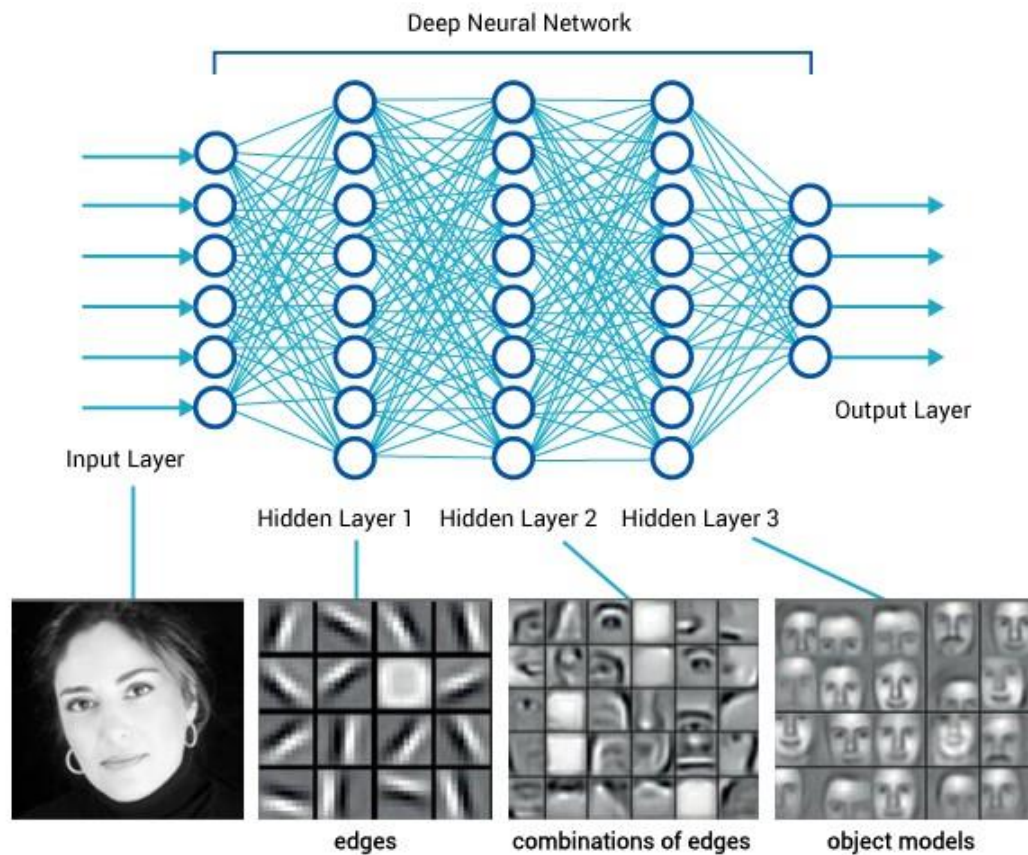 Deep Neural Network
Output Layer
Input Layer
Hidden Layer 1
Hidden Layer 2
Hidden Layer 3
edges
combinations of edges
object models